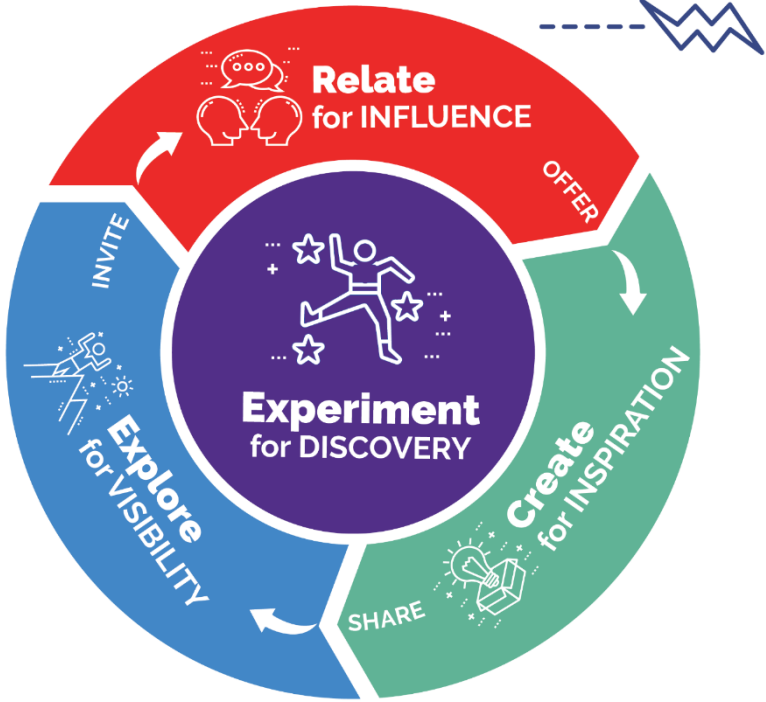 Relate
for INFLUENCE
OFFER
Create
for INSPIRATION
SHARE
Explore
for VISIBILITY
INVITE
Experiment
for DISCOVERY